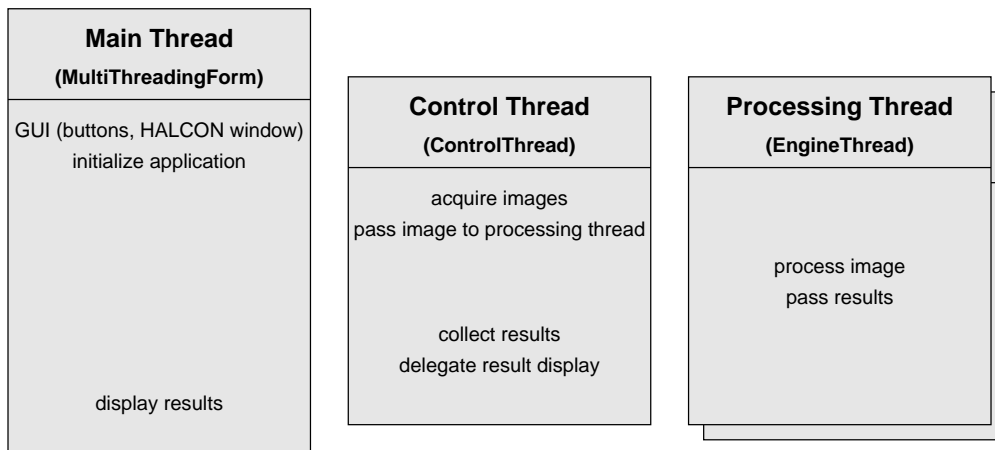 Main Thread
(MultiThreadingForm)
GUI (buttons, HALCON window)
initialize application
display results
Control Thread
(ControlThread)
acquire images
pass image to processing thread
collect results
delegate result display
Processing Thread
(EngineThread)
process image
pass results